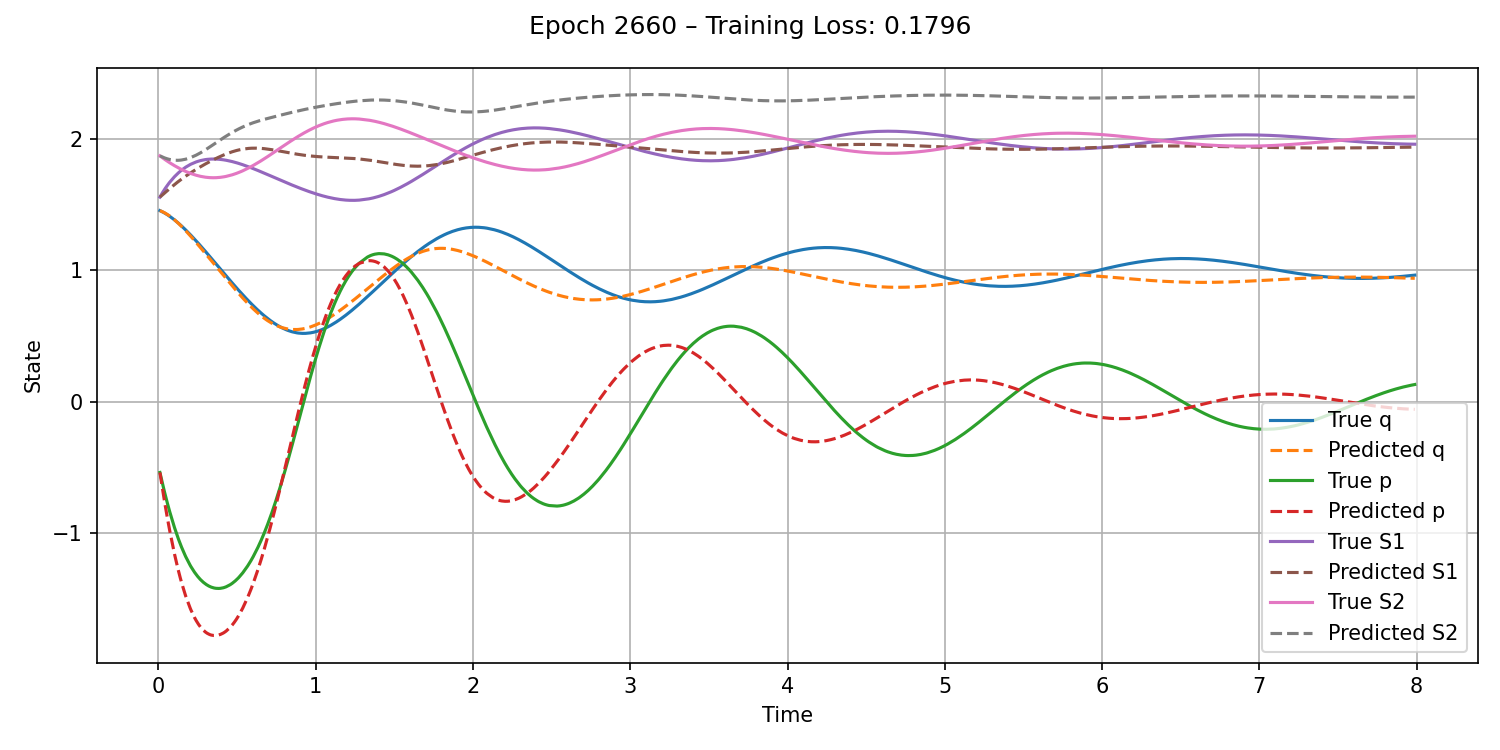 Epoch 2660 – Training Loss: 0.1796
State
2
1
0
−1
0 1 2 3 4 5 6 7 8
Time
True q
Predicted q
True p
Predicted p
True S1
Predicted S1
True S2
Predicted S2